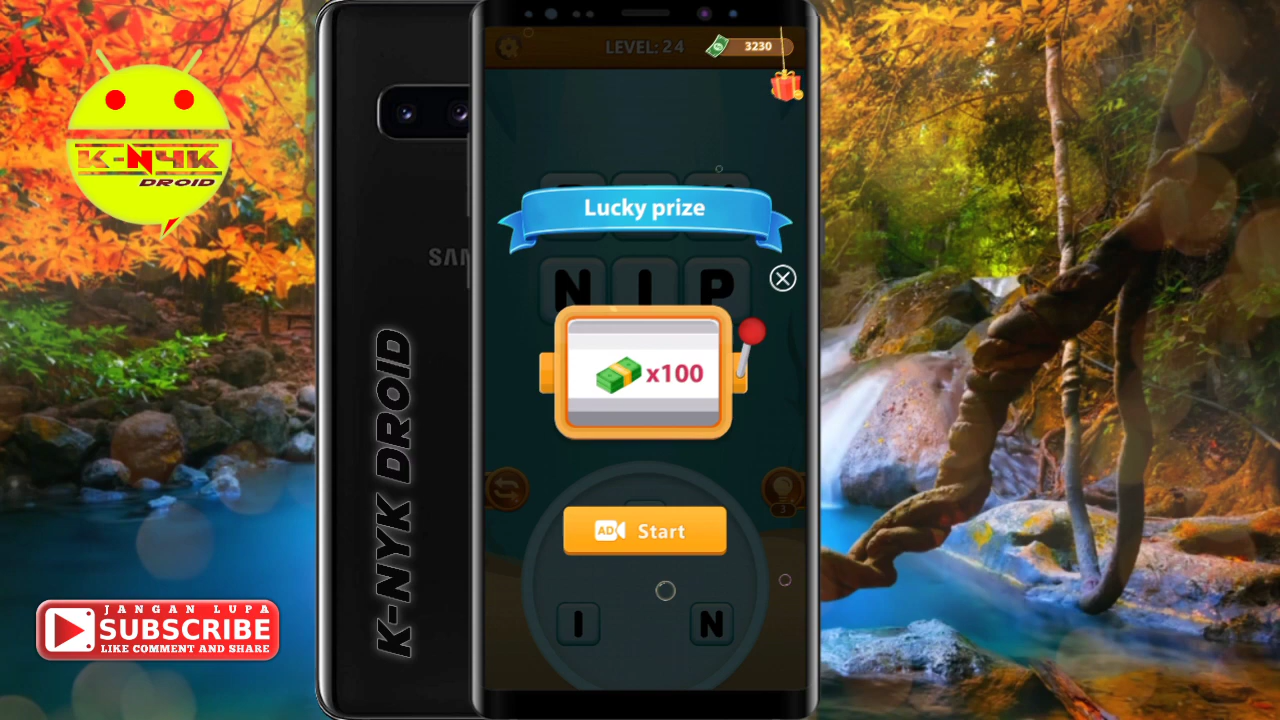 K-N4K
DROID
SAM
K-NYK DROID
JANGAN LUPA
SUBSCRIBE
LIKE COMMENT AND SHARE
LEVEL: 24
3230
Lucky prize
N I P
x100
3
AD Start
I N